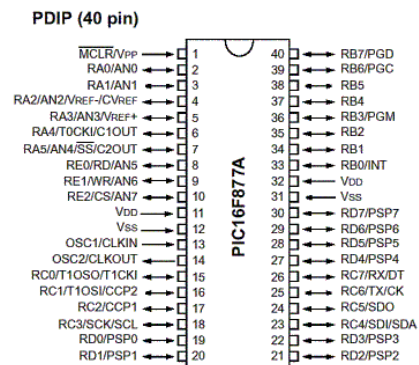 PDIP (40 pin)
MCLR/VPP 1 40 RB7/PGD
RA0/AN0 2 39 RB6/PGC
RA1/AN1 3 38 RB5
RA2/AN2/VREF-/CVREF 4 37 RB4
RA3/AN3/VREF+ 5 36 RB3/PGM
RA4/T0CKI/C1OUT 6 35 RB2
RA5/AN4/SS/C2OUT 7 34 RB1
RE0/RD/AN5 8 33 RB0/INT
RE1/WR/AN6 9 32 VDD
RE2/CS/AN7 10 31 VSS
VDD 11 30 RD7/PSP7
VSS 12 29 RD6/PSP6
OSC1/CLKIN 13 28 RD5/PSP5
OSC2/CLKOUT 14 27 RD4/PSP4
RC0/T1OSO/T1CKI 15 26 RC7/RX/DT
RC1/T1OSI/CCP2 16 25 RC6/TX/CK
RC2/CCP1 17 24 RC5/SDO
RC3/SCK/SCL 18 23 RC4/SDI/SDA
RD0/PSP0 19 22 RD3/PSP3
RD1/PSP1 20 21 RD2/PSP2
PIC16F877A